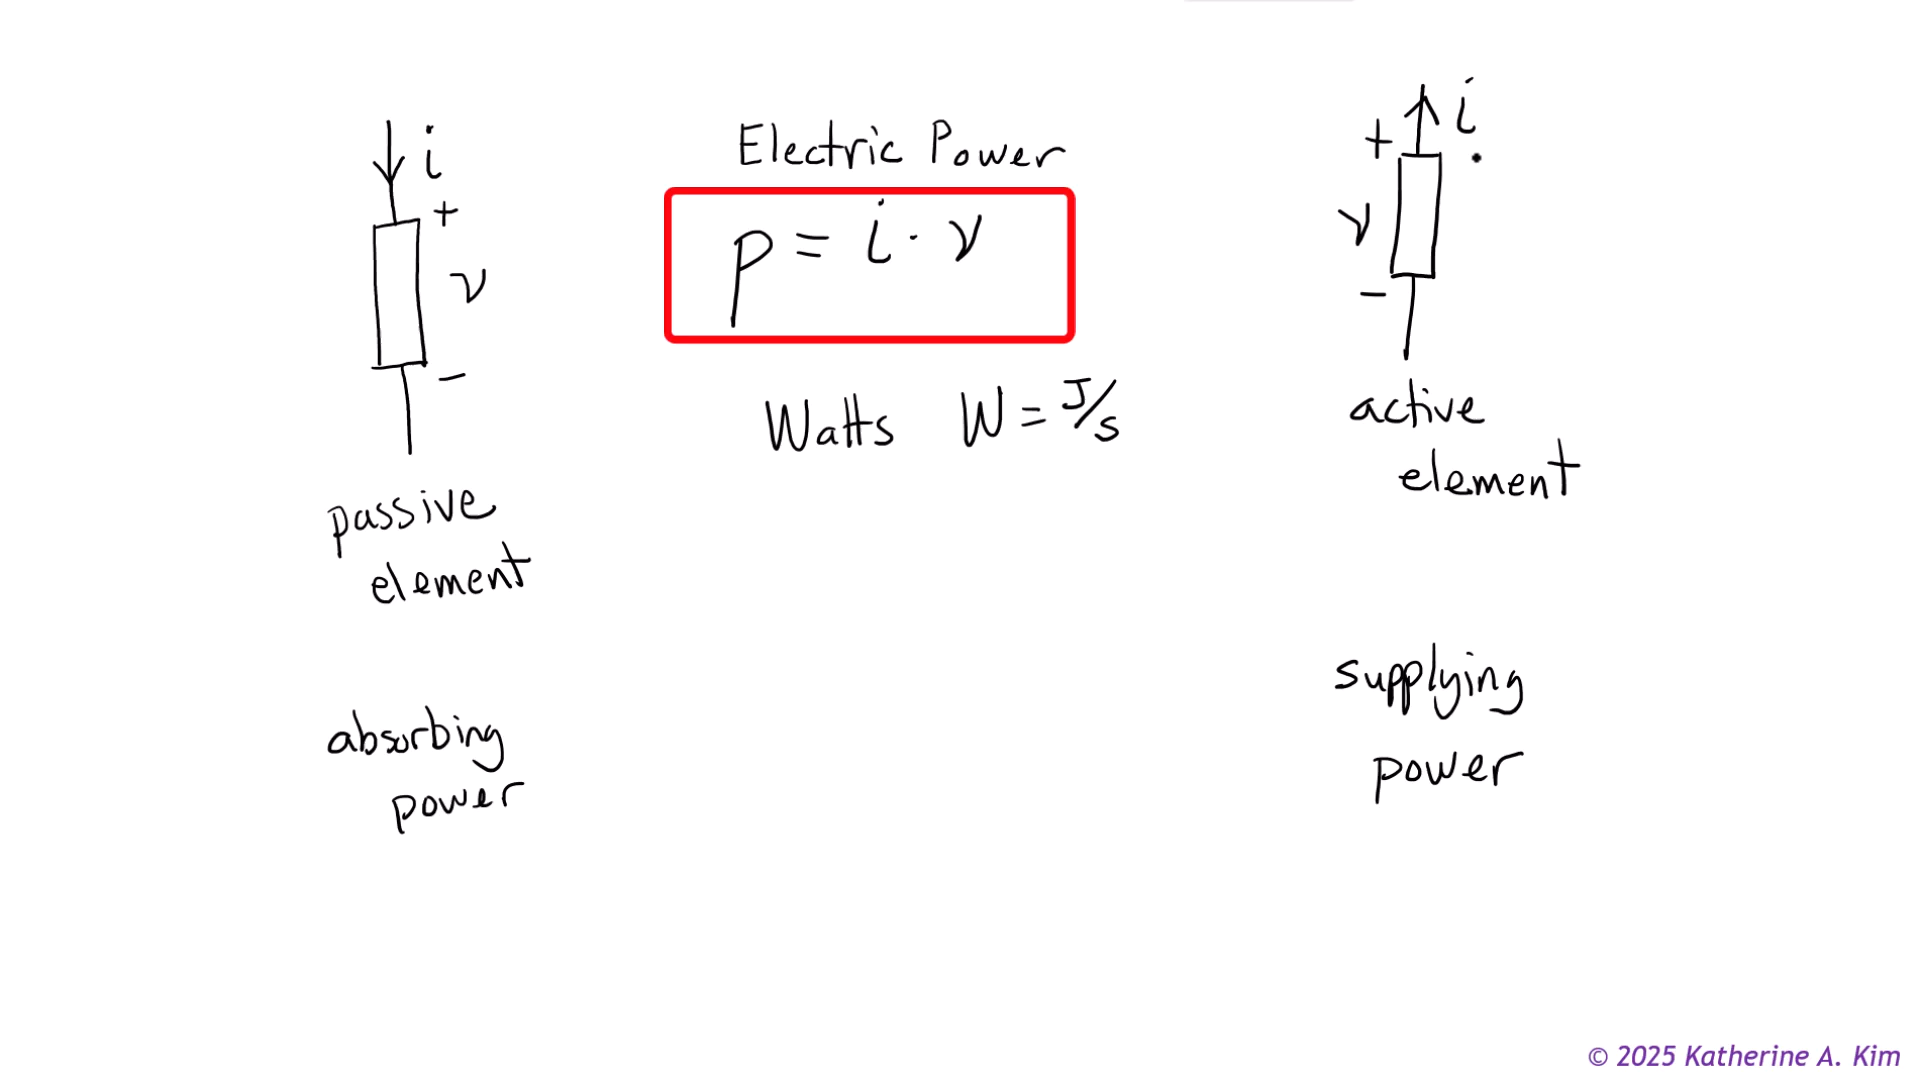 i
+
v
-
passive
element
absorbing
power
Electric Power
p = i · v
Watts W = J/s
+ i
v
-
active
element
supplying
power
© 2025 Katherine A. Kim